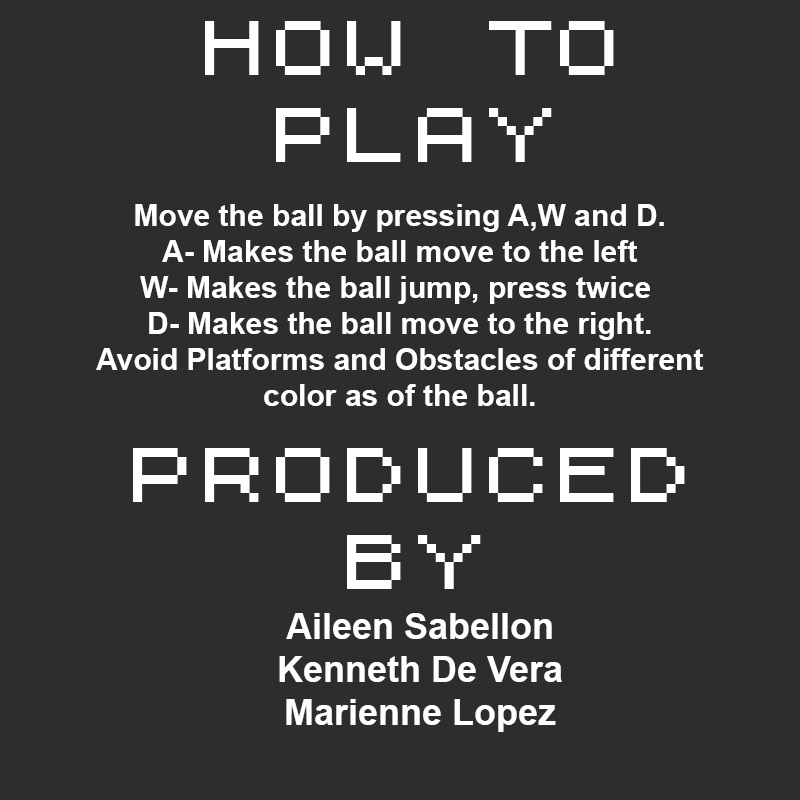 HOW TO
PLAY
Move the ball by pressing A,W and D.
A- Makes the ball move to the left
W- Makes the ball jump, press twice
D- Makes the ball move to the right.
Avoid Platforms and Obstacles of different
color as of the ball.
PRODUCED
BY
Aileen Sabellon
Kenneth De Vera
Marienne Lopez